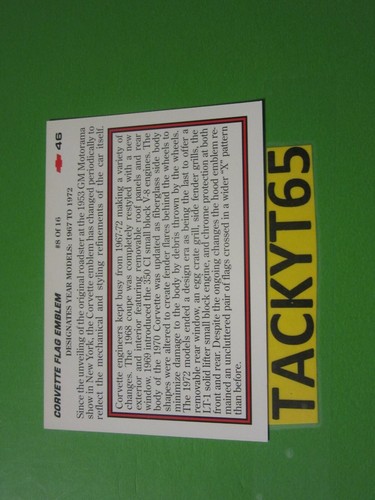 CORVETTE FLAG EMBLEM
#8 OF 16
46
DESIGNATES YEAR MODELS: 1967 TO 1972
Since the unveiling of the original roadster at the 1953 GM Motorama
show in New York, the Corvette emblem has changed periodically to
reflect the mechanical and styling refinements of the car itself.
Corvette engineers kept busy from 1967-72 making a variety of
changes. The 1968 coupe was completely restyled with a new
exterior and interior featuring removable roof panels and rear
window. 1969 introduced the 350 CI small block V-8 engines. The
body of the 1970 Corvette was updated as fiberglass side body
shapes were altered to create fender flares behind the wheels to
minimize damage to the body by debris thrown by the wheels.
The 1972 models ended a design era as being the last to offer a
removable rear window, an egg crate grill, side fender grills, the
LT-1 solid lifter small block engine, and chrome protection at both
front and rear. Despite the ongoing changes the hood emblem re-
mained an uncluttered pair of flags crossed in a wider "X" pattern
than before.
TACKYT65